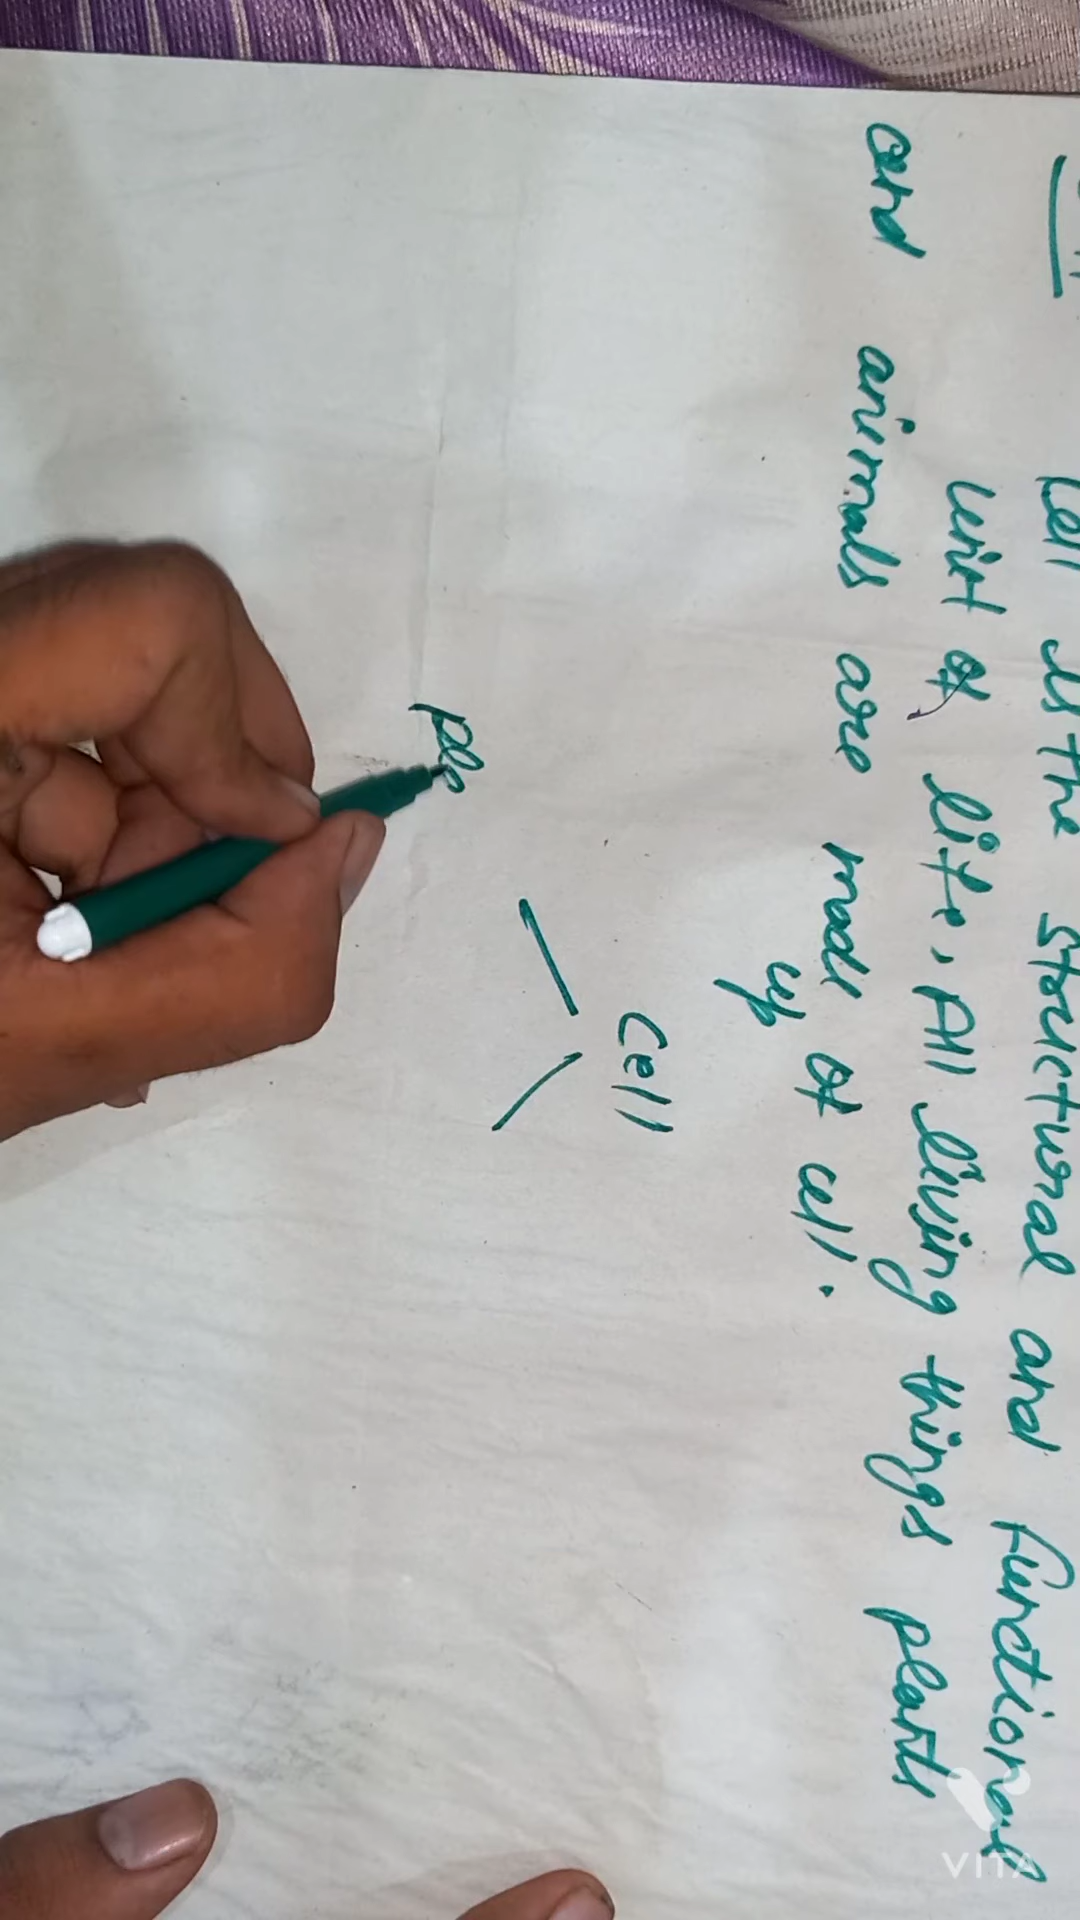 Cell is the structural and functional
unit of life. All living things plants
and animals are made up of cell.
Cell
pla
VITA